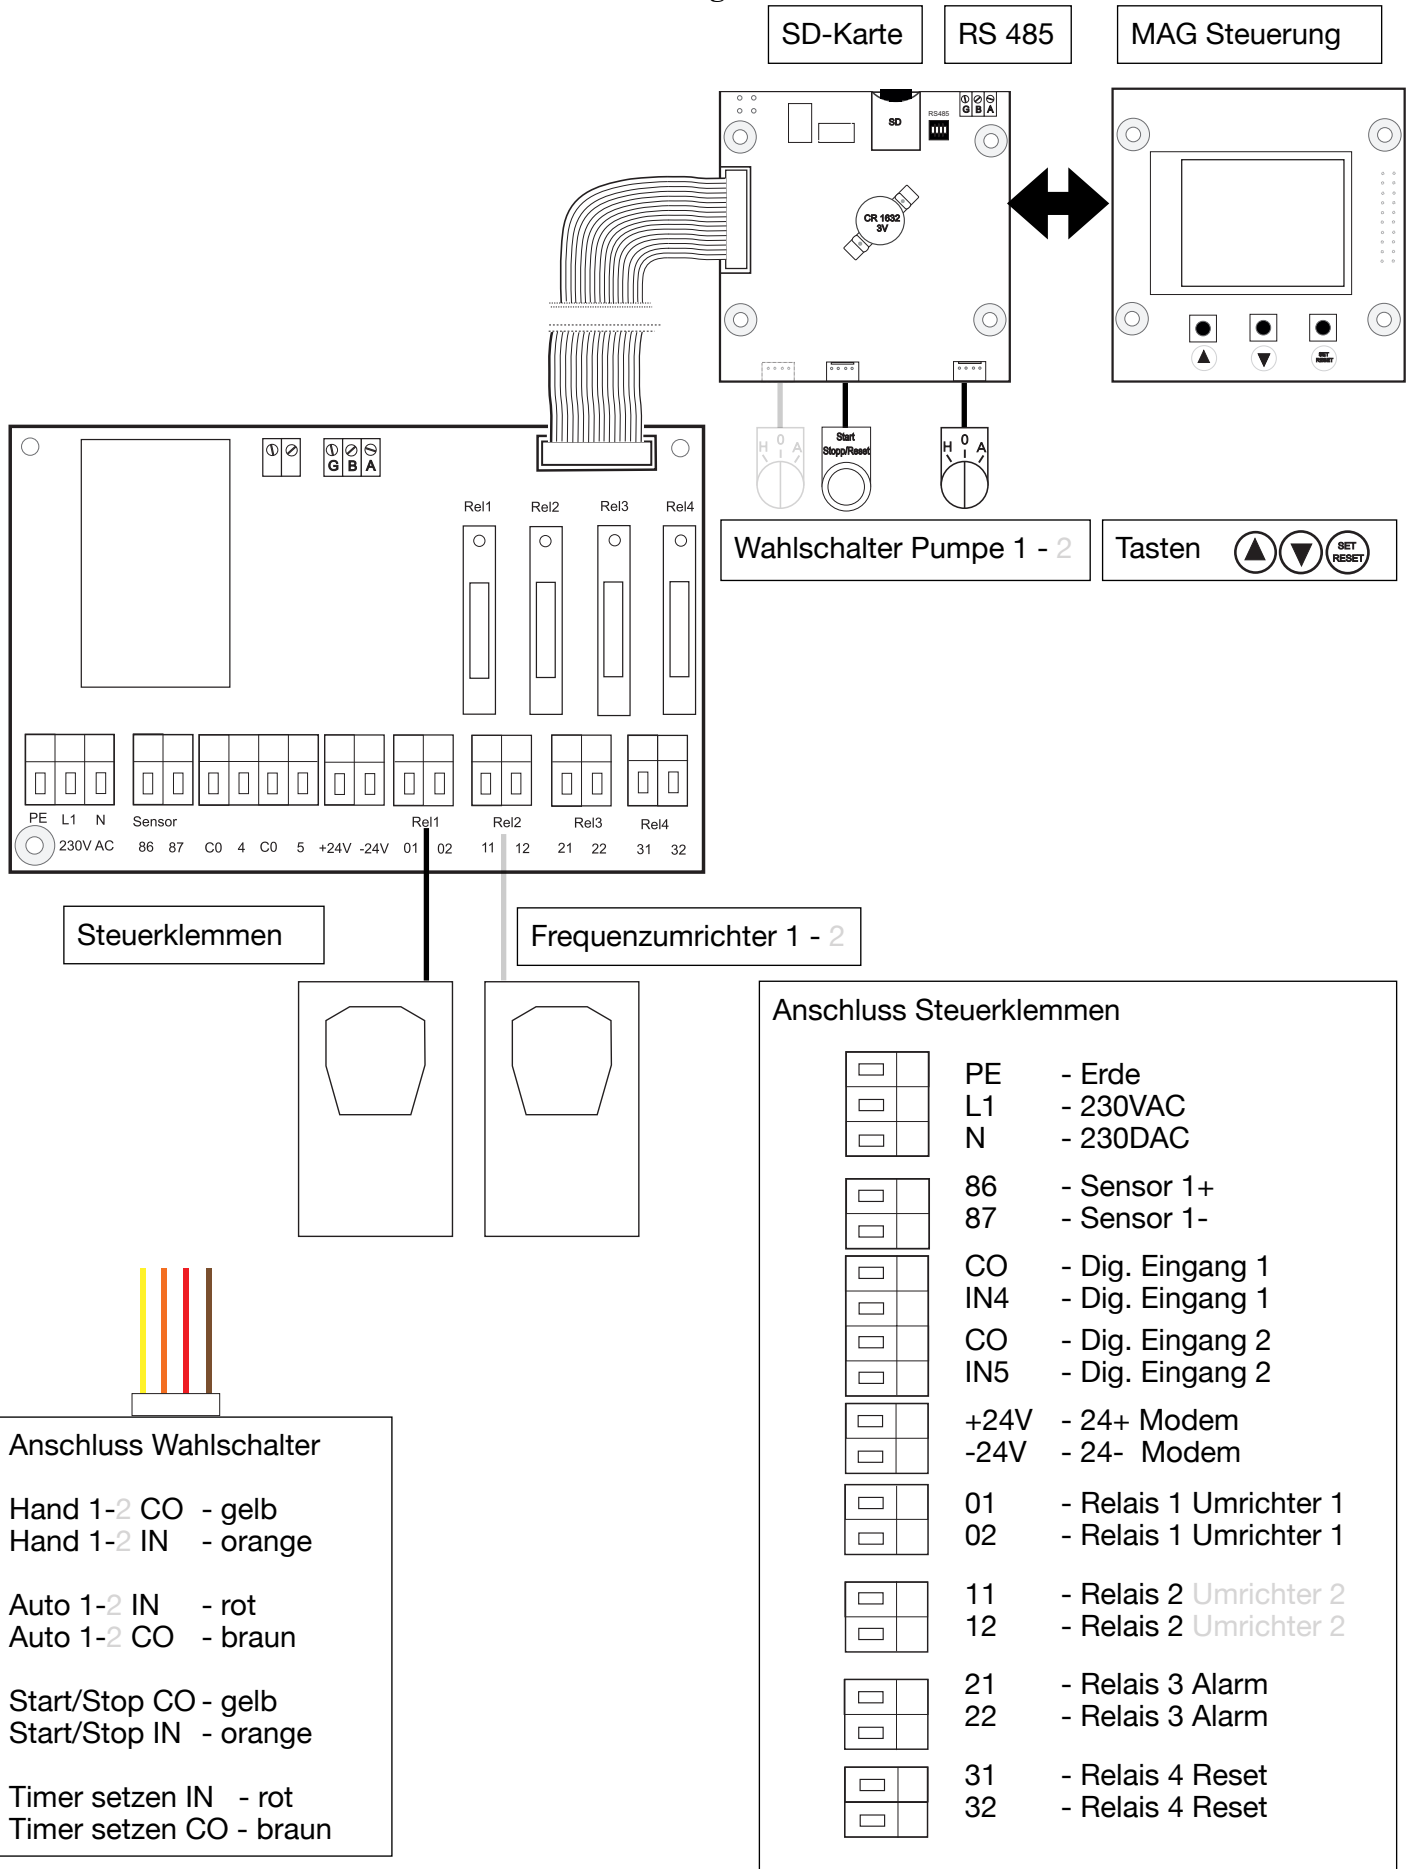 g
SD-Karte
RS 485
MAG Steuerung
SD
RS485
G B A
CR 1632
3V
SET
RESET
H 0 A
Start
Stopp/Reset
H 0 A
G B A
Wahlschalter Pumpe 1 - 2
Tasten
SET
RESET
Rel1 Rel2 Rel3 Rel4
PE L1 N Sensor Rel1 Rel2 Rel3 Rel4
230V AC 86 87 C0 4 C0 5 +24V -24V 01 02 11 12 21 22 31 32
Steuerklemmen
Frequenzumrichter 1 - 2
Anschluss Steuerklemmen
PE - Erde
L1 - 230VAC
N - 230DAC
86 - Sensor 1+
87 - Sensor 1-
CO - Dig. Eingang 1
IN4 - Dig. Eingang 1
CO - Dig. Eingang 2
IN5 - Dig. Eingang 2
+24V - 24+ Modem
-24V - 24- Modem
01 - Relais 1 Umrichter 1
02 - Relais 1 Umrichter 1
11 - Relais 2 Umrichter 2
12 - Relais 2 Umrichter 2
21 - Relais 3 Alarm
22 - Relais 3 Alarm
31 - Relais 4 Reset
32 - Relais 4 Reset
Anschluss Wahlschalter
Hand 1-2 CO - gelb
Hand 1-2 IN - orange
Auto 1-2 IN - rot
Auto 1-2 CO - braun
Start/Stop CO - gelb
Start/Stop IN - orange
Timer setzen IN - rot
Timer setzen CO - braun